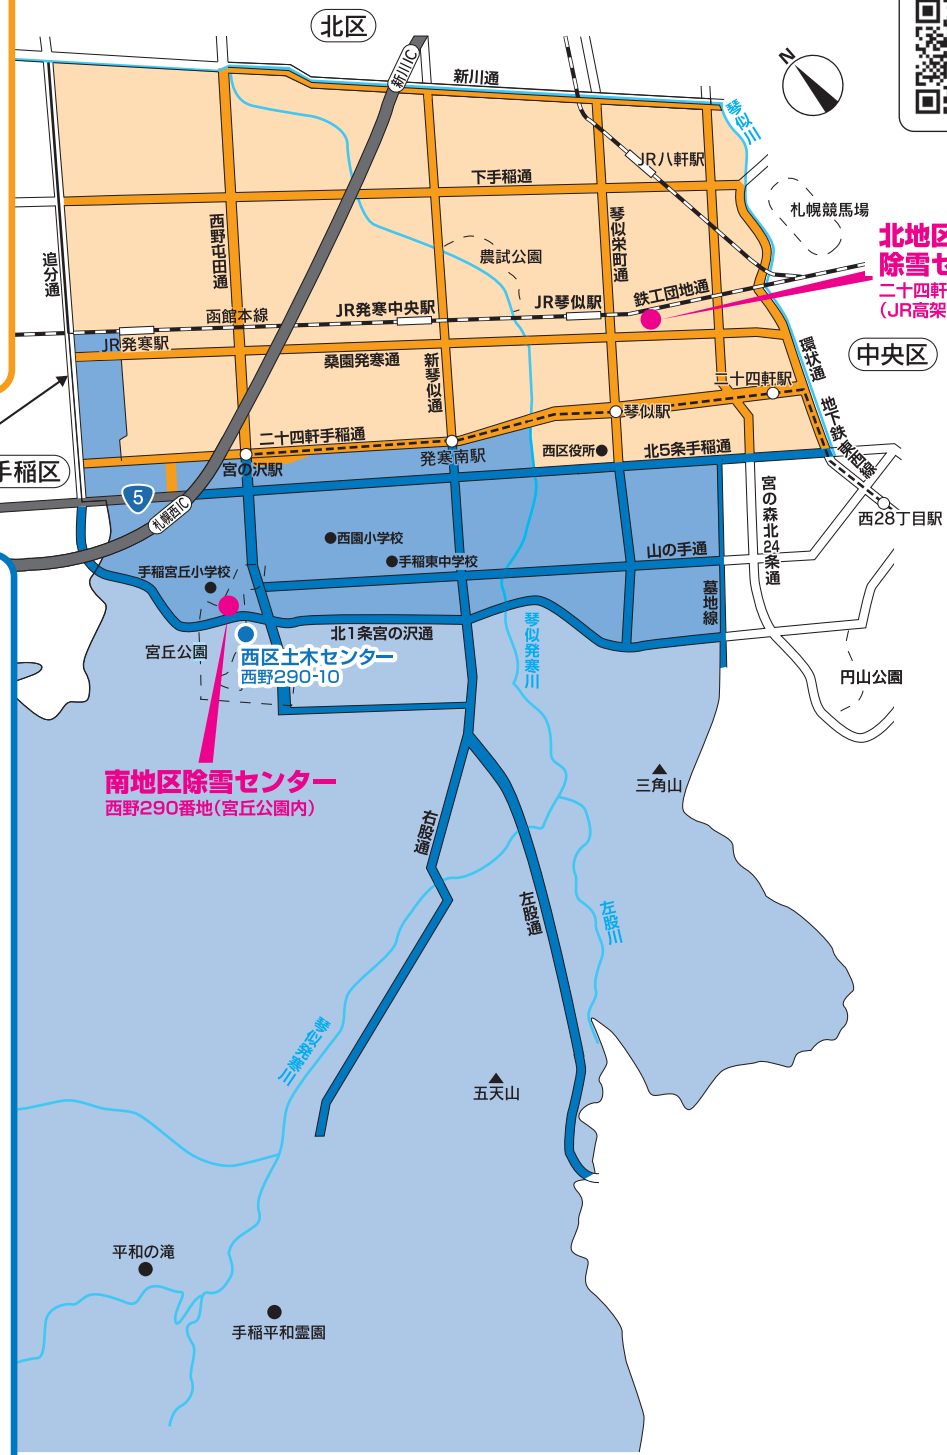 北区
新川IC
新川通
N
琴似川
JR八軒駅
下手稲通
札幌競馬場
西野屯田通
琴似栄町通
追分通
農試公園
北地区
除雪セ
二十四軒
(JR高架
鉄工団地通
JR琴似駅
JR発寒中央駅
函館本線
JR発寒駅
桑園発寒通
新琴似通
中央区
環状通
二十四軒駅
地下鉄東西線
琴似駅
二十四軒手稲通
発寒南駅
西区役所
北5条手稲通
宮の沢駅
手稲区
5
札幌西IC
宮の森北24条通
西28丁目駅
西園小学校
手稲東中学校
山の手通
手稲宮丘小学校
墓地線
北1条宮の沢通
琴似発寒川
宮丘公園
西区土木センター
西野290-10
円山公園
南地区除雪センター
西野290番地(宮丘公園内)
三角山
右股通
左股通
左股川
琴似発寒川
五天山
平和の滝
手稲平和霊園